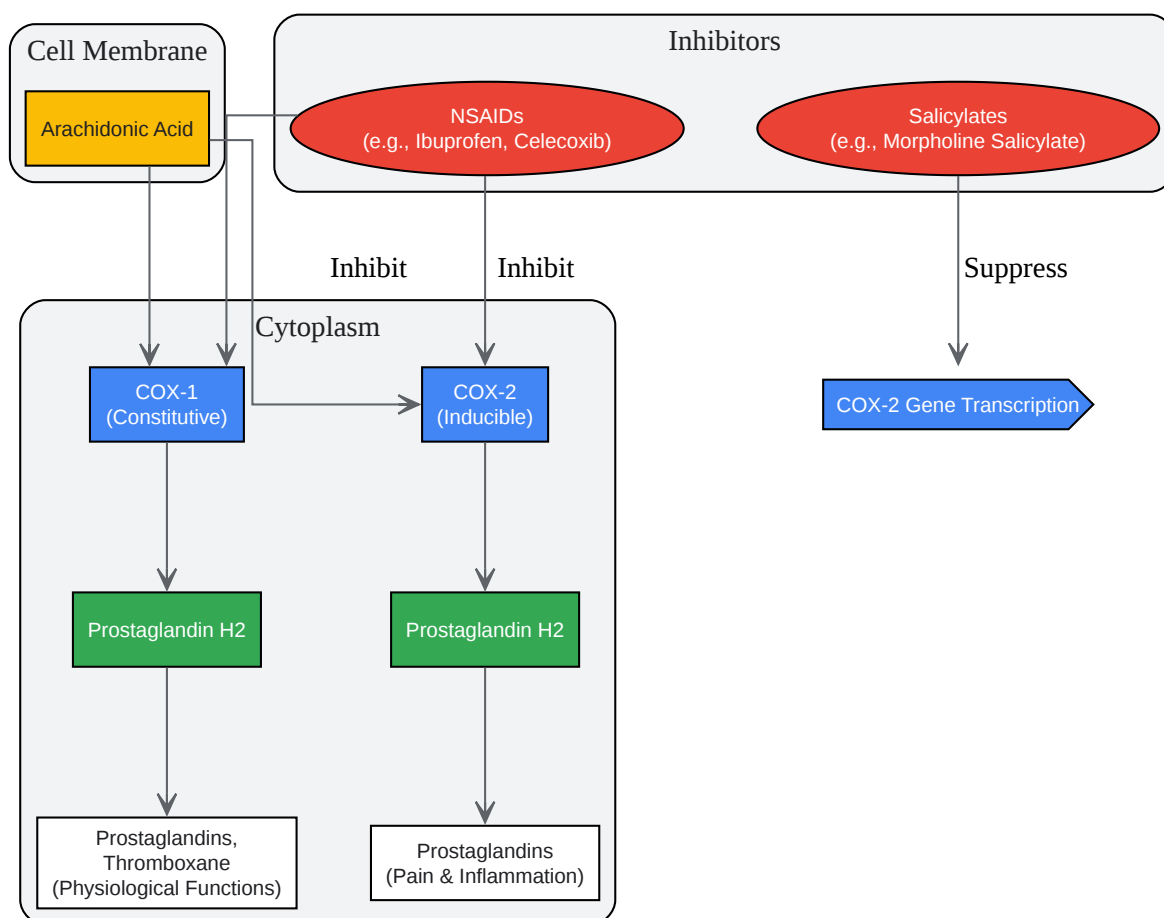 Cell Membrane
Arachidonic Acid
Inhibitors
NSAIDs
(e.g., Ibuprofen, Celecoxib)
Salicylates
(e.g., Morpholine Salicylate)
Inhibit
Inhibit
Suppress
Cytoplasm
COX-1
(Constitutive)
COX-2
(Inducible)
COX-2 Gene Transcription
Prostaglandin H2
Prostaglandin H2
Prostaglandins,
Thromboxane
(Physiological Functions)
Prostaglandins
(Pain & Inflammation)